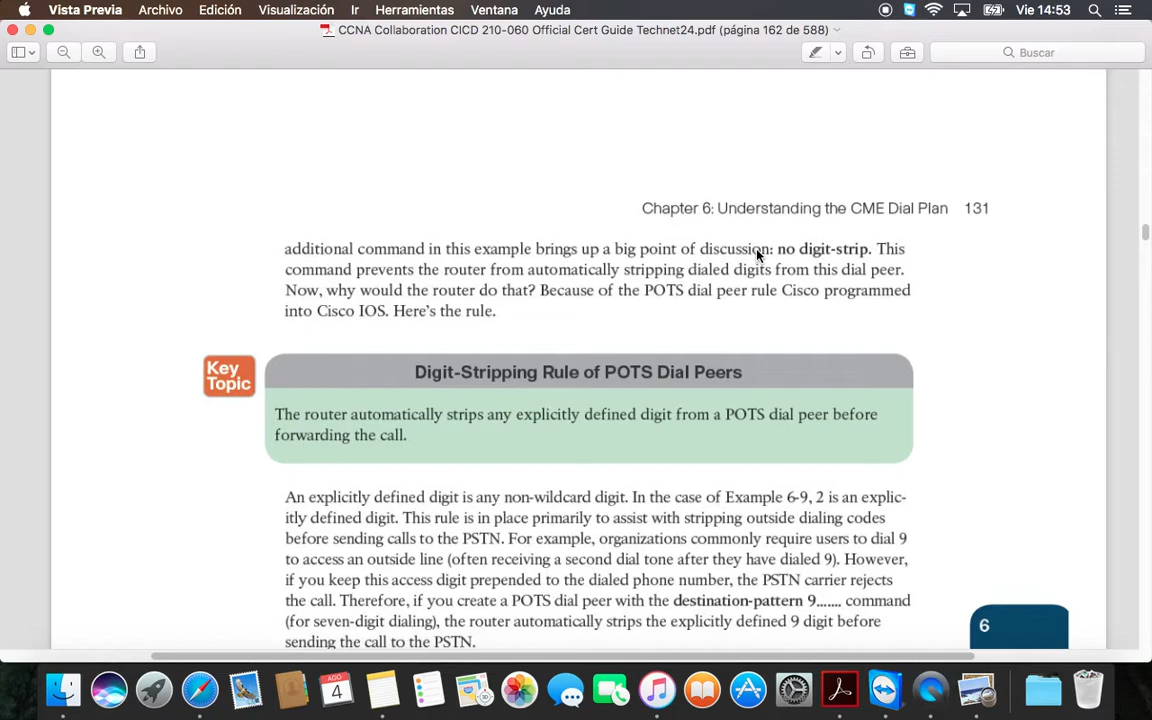 Vista Previa Archivo Edición Visualización Ir Herramientas Ventana Ayuda Vie 14:53
CCNA Collaboration CICD 210-060 Official Cert Guide Technet24.pdf (página 162 de 588)
Buscar
Chapter 6: Understanding the CME Dial Plan 131
additional command in this example brings up a big point of discussion: no digit-strip. This
command prevents the router from automatically stripping dialed digits from this dial peer.
Now, why would the router do that? Because of the POTS dial peer rule Cisco programmed
into Cisco IOS. Here's the rule.
Key
Topic
Digit-Stripping Rule of POTS Dial Peers
The router automatically strips any explicitly defined digit from a POTS dial peer before
forwarding the call.
An explicitly defined digit is any non-wildcard digit. In the case of Example 6-9, 2 is an explic-
itly defined digit. This rule is in place primarily to assist with stripping outside dialing codes
before sending calls to the PSTN. For example, organizations commonly require users to dial 9
to access an outside line (often receiving a second dial tone after they have dialed 9). However,
if you keep this access digit prepended to the dialed phone number, the PSTN carrier rejects
the call. Therefore, if you create a POTS dial peer with the destination-pattern 9....... command
(for seven-digit dialing), the router automatically strips the explicitly defined 9 digit before
sending the call to the PSTN.
6
AGO
4